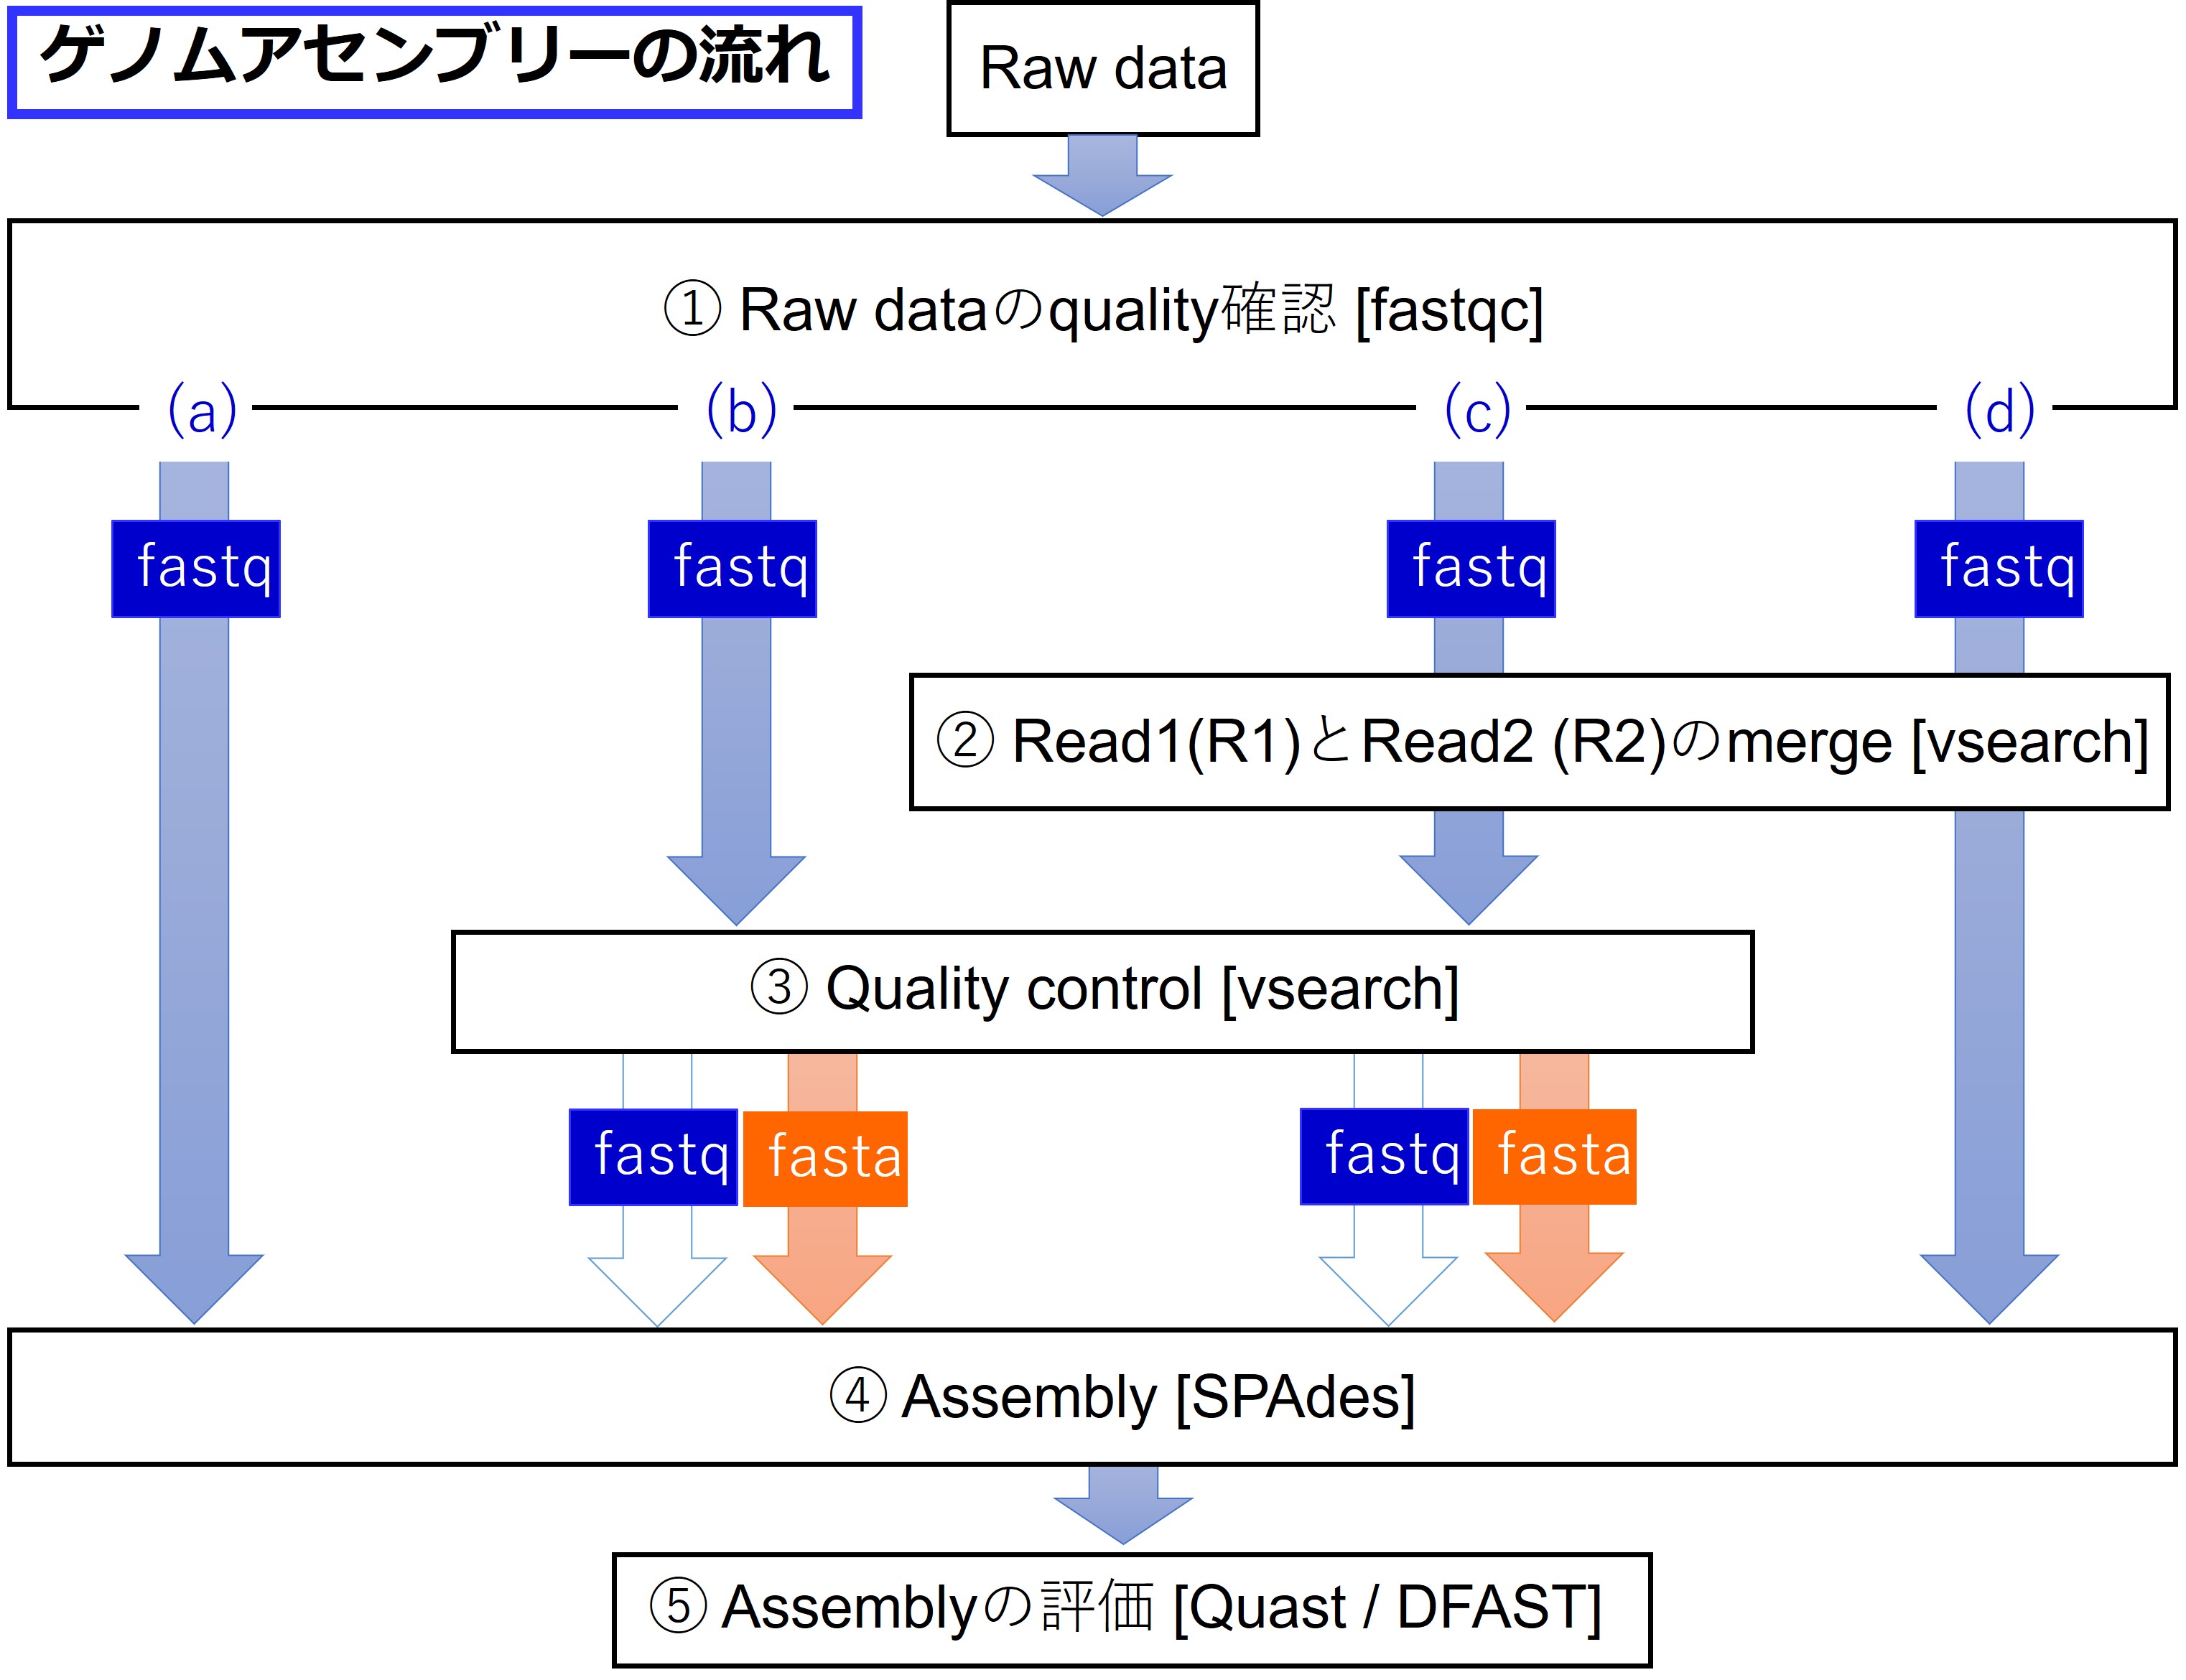 ゲノムアセンブリーの流れ
Raw data
① Raw dataのquality確認 [fastqc]
(a)
(b)
(c)
(d)
fastq
fastq
fastq
fastq
② Read1(R1)とRead2 (R2)のmerge [vsearch]
③ Quality control [vsearch]
fastq
fasta
fastq
fasta
④ Assembly [SPAdes]
⑤ Assemblyの評価 [Quast / DFAST]